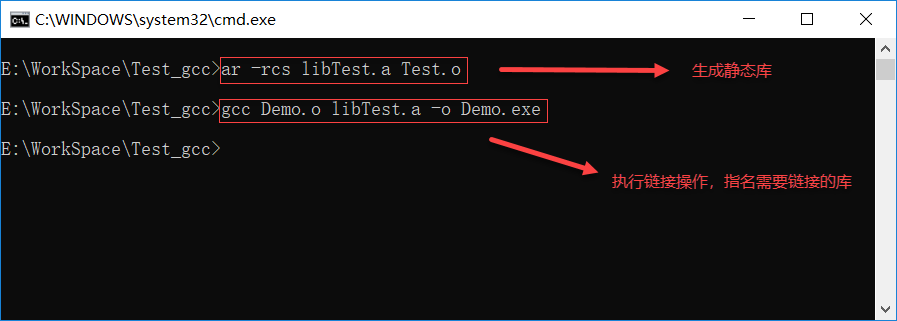 C:\WINDOWS\system32\cmd.exe
E:\WorkSpace\Test_gcc>ar -rcs libTest.a Test.o
生成静态库
E:\WorkSpace\Test_gcc>gcc Demo.o libTest.a -o Demo.exe
E:\WorkSpace\Test_gcc>
执行链接操作，指名需要链接的库